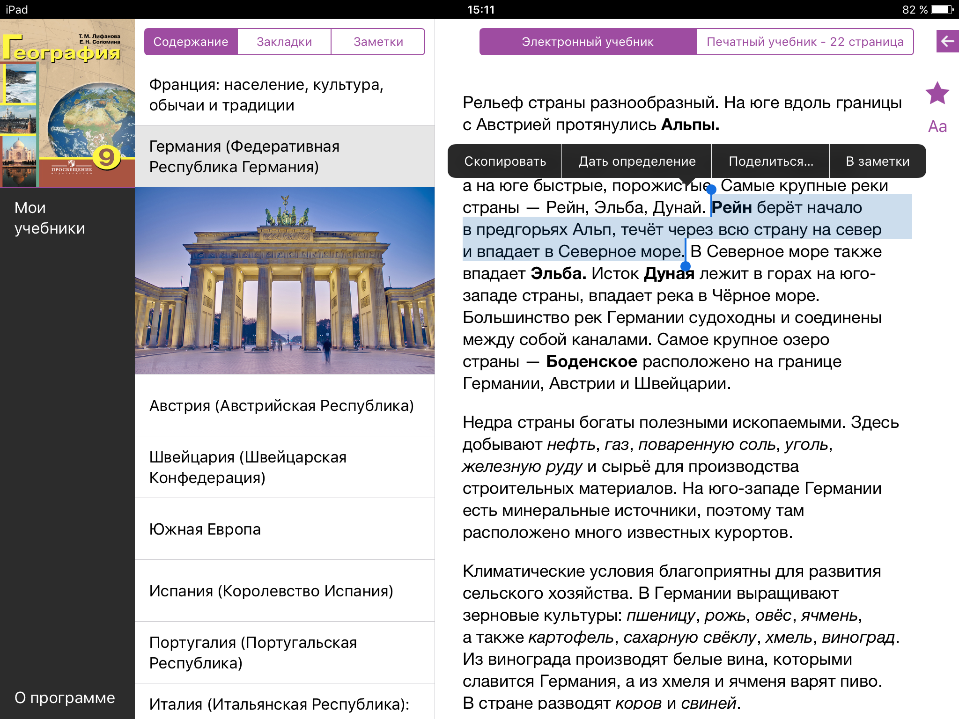 iPad
15:11
82 %
Т. М. Лифанова
Е. Н. Соломина
География
9
ПРОСВЕЩЕНИЕ
Мои
учебники
О программе
Содержание
Закладки
Заметки
Франция: население, культура,
обычаи и традиции
Германия (Федеративная
Республика Германия)
Австрия (Австрийская Республика)
Швейцария (Швейцарская
Конфедерация)
Южная Европа
Испания (Королевство Испания)
Португалия (Португальская
Республика)
Италия (Итальянская Республика):
Электронный учебник
Печатный учебник - 22 страница
Aa
Рельеф страны разнообразный. На юге вдоль границы
с Австрией протянулись Альпы.
Скопировать
Дать определение
Поделиться...
В заметки
а на юге быстрые, порожистые. Самые крупные реки
страны — Рейн, Эльба, Дунай. Рейн берёт начало
в предгорьях Альп, течёт через всю страну на север
и впадает в Северное море. В Северное море также
впадает Эльба. Исток Дуная лежит в горах на юго-
западе страны, впадает река в Чёрное море.
Большинство рек Германии судоходны и соединены
между собой каналами. Самое крупное озеро
страны — Боденское расположено на границе
Германии, Австрии и Швейцарии.
Недра страны богаты полезными ископаемыми. Здесь
добывают нефть, газ, поваренную соль, уголь,
железную руду и сырьё для производства
строительных материалов. На юго-западе Германии
есть минеральные источники, поэтому там
расположено много известных курортов.
Климатические условия благоприятны для развития
сельского хозяйства. В Германии выращивают
зерновые культуры: пшеницу, рожь, овёс, ячмень,
а также картофель, сахарную свёклу, хмель, виноград.
Из винограда производят белые вина, которыми
славится Германия, а из хмеля и ячменя варят пиво.
В стране разводят коров и свиней.